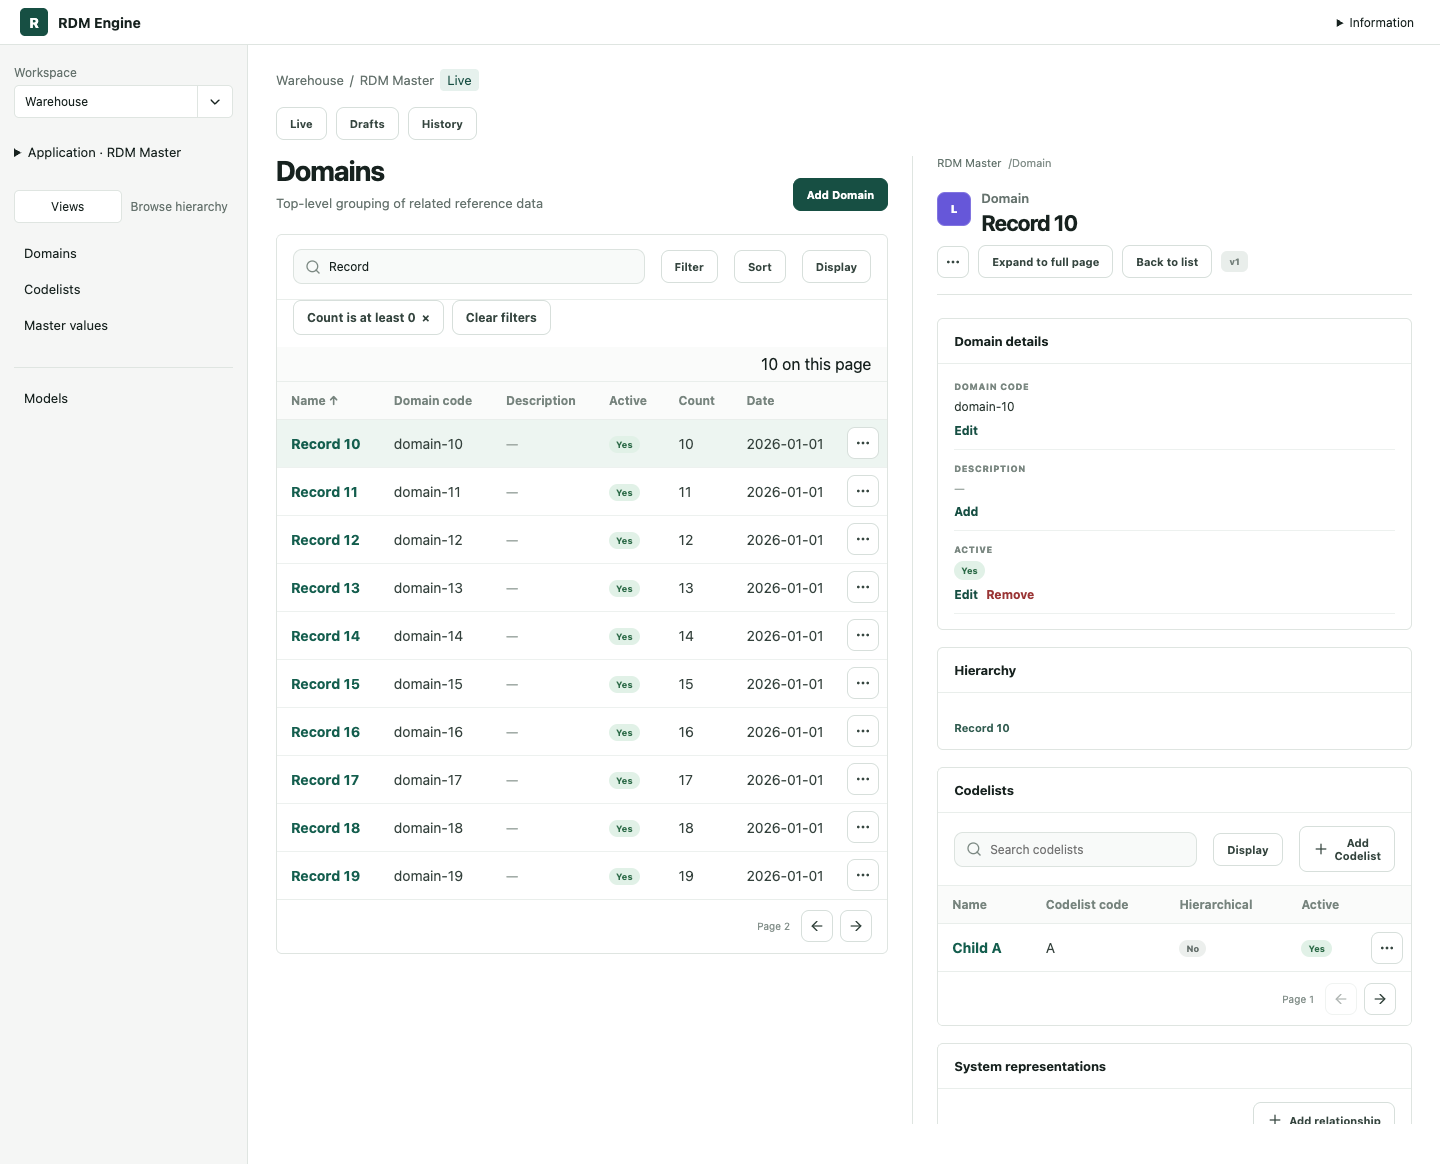 R RDM Engine
Information
Workspace
Warehouse
Application · RDM Master
Views Browse hierarchy
Domains
Codelists
Master values
Models
Warehouse / RDM Master Live
Live Drafts History
Domains
Top-level grouping of related reference data
Add Domain
Record Filter Sort Display
Count is at least 0 × Clear filters
10 on this page
Name ↑ Domain code Description Active Count Date
Record 10 domain-10 — Yes 10 2026-01-01 ···
Record 11 domain-11 — Yes 11 2026-01-01 ···
Record 12 domain-12 — Yes 12 2026-01-01 ···
Record 13 domain-13 — Yes 13 2026-01-01 ···
Record 14 domain-14 — Yes 14 2026-01-01 ···
Record 15 domain-15 — Yes 15 2026-01-01 ···
Record 16 domain-16 — Yes 16 2026-01-01 ···
Record 17 domain-17 — Yes 17 2026-01-01 ···
Record 18 domain-18 — Yes 18 2026-01-01 ···
Record 19 domain-19 — Yes 19 2026-01-01 ···
Page 2 ← →
RDM Master /Domain
L
Domain
Record 10
··· Expand to full page Back to list v1
Domain details
DOMAIN CODE
domain-10
Edit
DESCRIPTION
—
Add
ACTIVE
Yes
Edit Remove
Hierarchy
Record 10
Codelists
Search codelists Display + Add
Codelist
Name Codelist code Hierarchical Active
Child A A No Yes ···
Page 1 ← →
System representations
+ Add relationship